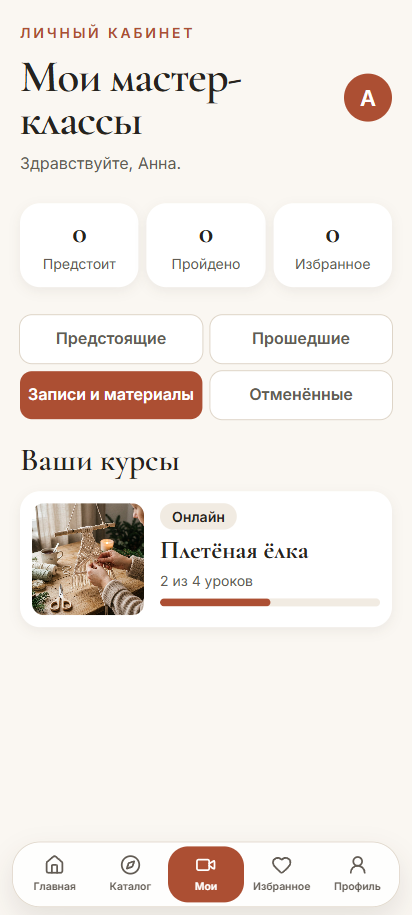 ЛИЧНЫЙ КАБИНЕТ
Мои мастер-
классы
А
Здравствуйте, Анна.
0
Предстоит
0
Пройдено
0
Избранное
Предстоящие
Прошедшие
Записи и материалы
Отменённые
Ваши курсы
Онлайн
Плетёная ёлка
2 из 4 уроков
Главная
Каталог
Мои
Избранное
Профиль